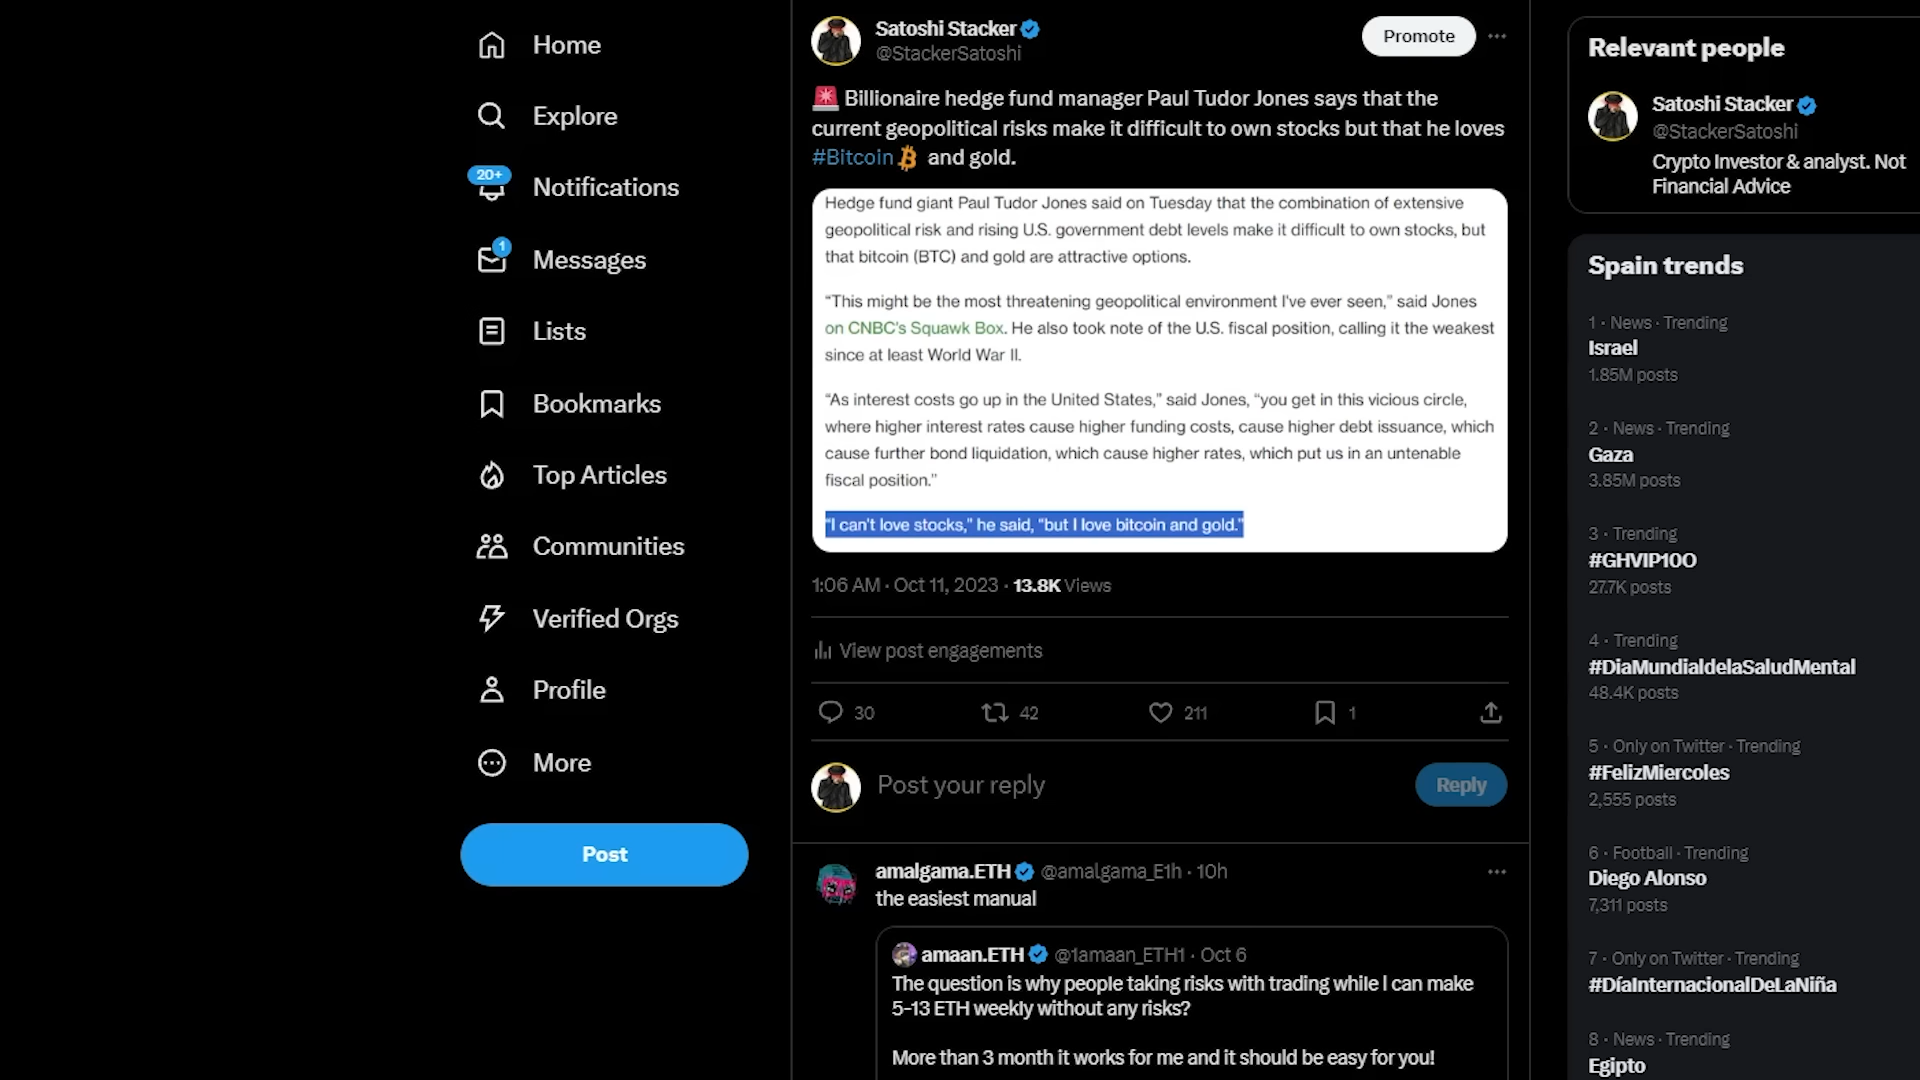 Home
Explore
20+
Notifications
1
Messages
Lists
Bookmarks
Top Articles
Communities
Verified Orgs
Profile
More
Post
Satoshi Stacker
@StackerSatoshi
Promote
Billionaire hedge fund manager Paul Tudor Jones says that the
current geopolitical risks make it difficult to own stocks but that he loves
#Bitcoin and gold.
Hedge fund giant Paul Tudor Jones said on Tuesday that the combination of extensive
geopolitical risk and rising U.S. government debt levels make it difficult to own stocks, but
that bitcoin (BTC) and gold are attractive options.
“This might be the most threatening geopolitical environment I've ever seen,” said Jones
on CNBC's Squawk Box. He also took note of the U.S. fiscal position, calling it the weakest
since at least World War II.
“As interest costs go up in the United States,” said Jones, “you get in this vicious circle,
where higher interest rates cause higher funding costs, cause higher debt issuance, which
cause further bond liquidation, which cause higher rates, which put us in an untenable
fiscal position.”
“I can't love stocks,” he said, “but I love bitcoin and gold.”
1:06 AM · Oct 11, 2023 · 13.8K Views
View post engagements
30
42
211
1
Post your reply
Reply
amalgama.ETH @amalgama_E1h · 10h
the easiest manual
amaan.ETH @1amaan_ETH1 · Oct 6
The question is why people taking risks with trading while I can make
5-13 ETH weekly without any risks?
More than 3 month it works for me and it should be easy for you!
Relevant people
Satoshi Stacker
@StackerSatoshi
Crypto Investor & analyst. Not
Financial Advice
Spain trends
1 · News · Trending
Israel
1.85M posts
2 · News · Trending
Gaza
3.85M posts
3 · Trending
#GHVIP10O
27.7K posts
4 · Trending
#DiaMundialdelaSaludMental
48.4K posts
5 · Only on Twitter · Trending
#FelizMiercoles
2,555 posts
6 · Football · Trending
Diego Alonso
7,311 posts
7 · Only on Twitter · Trending
#DíaInternacionalDeLaNiña
8 · News · Trending
Egipto